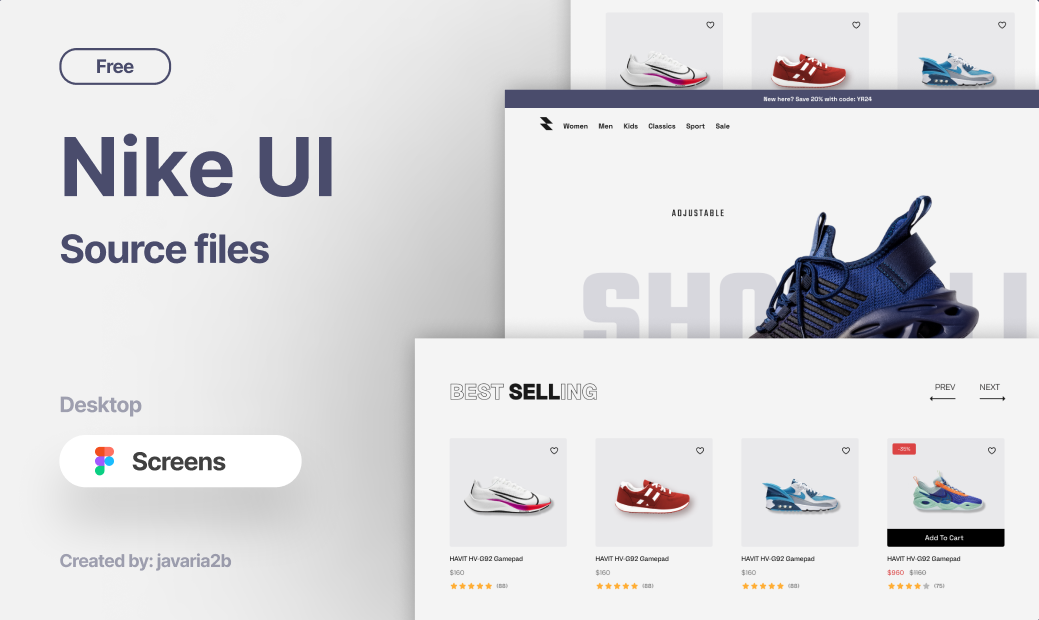 Free
Nike UI
Source files
Desktop
Screens
Created by: javaria2b
New here? Save 20% with code: YR24
Women Men Kids Classics Sport Sale
ADJUSTABLE
BEST SELLING
PREV NEXT
-35%
Add To Cart
HAVIT HV-G92 Gamepad HAVIT HV-G92 Gamepad HAVIT HV-G92 Gamepad HAVIT HV-G92 Gamepad
$160 $160 $160 $960 $1160
(88) (88) (88) (75)